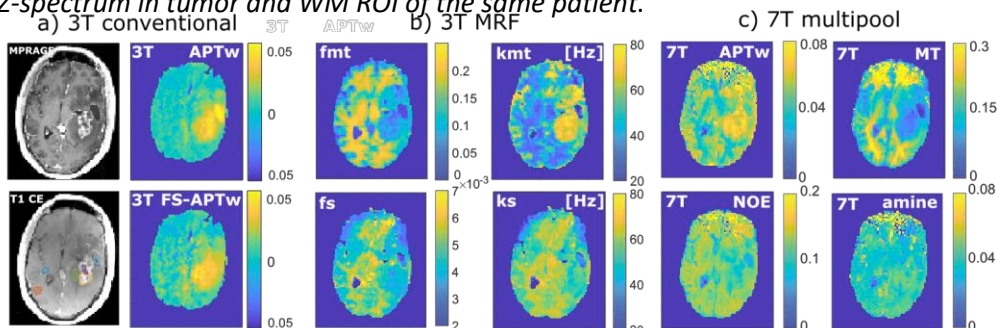 Z-spectrum in tumor and WM ROI of the same patient.
a) 3T conventional
3T APTw
b) 3T MRF
c) 7T multipool
MPRAGE
3T APTw
0.05
0
0.05
fmt
0.2
0.15
0.1
0.05
0
kmt [Hz]
80
60
40
20
7T APTw
0.08
0.04
0
7T MT
0.3
0.15
0
T1 CE
3T FS-APTw
0.05
0
0.05
fs
×10-3
7
6
5
4
3
2
ks [Hz]
80
60
40
20
7T NOE
0.2
0.1
0
7T amine
0.08
0.04
0